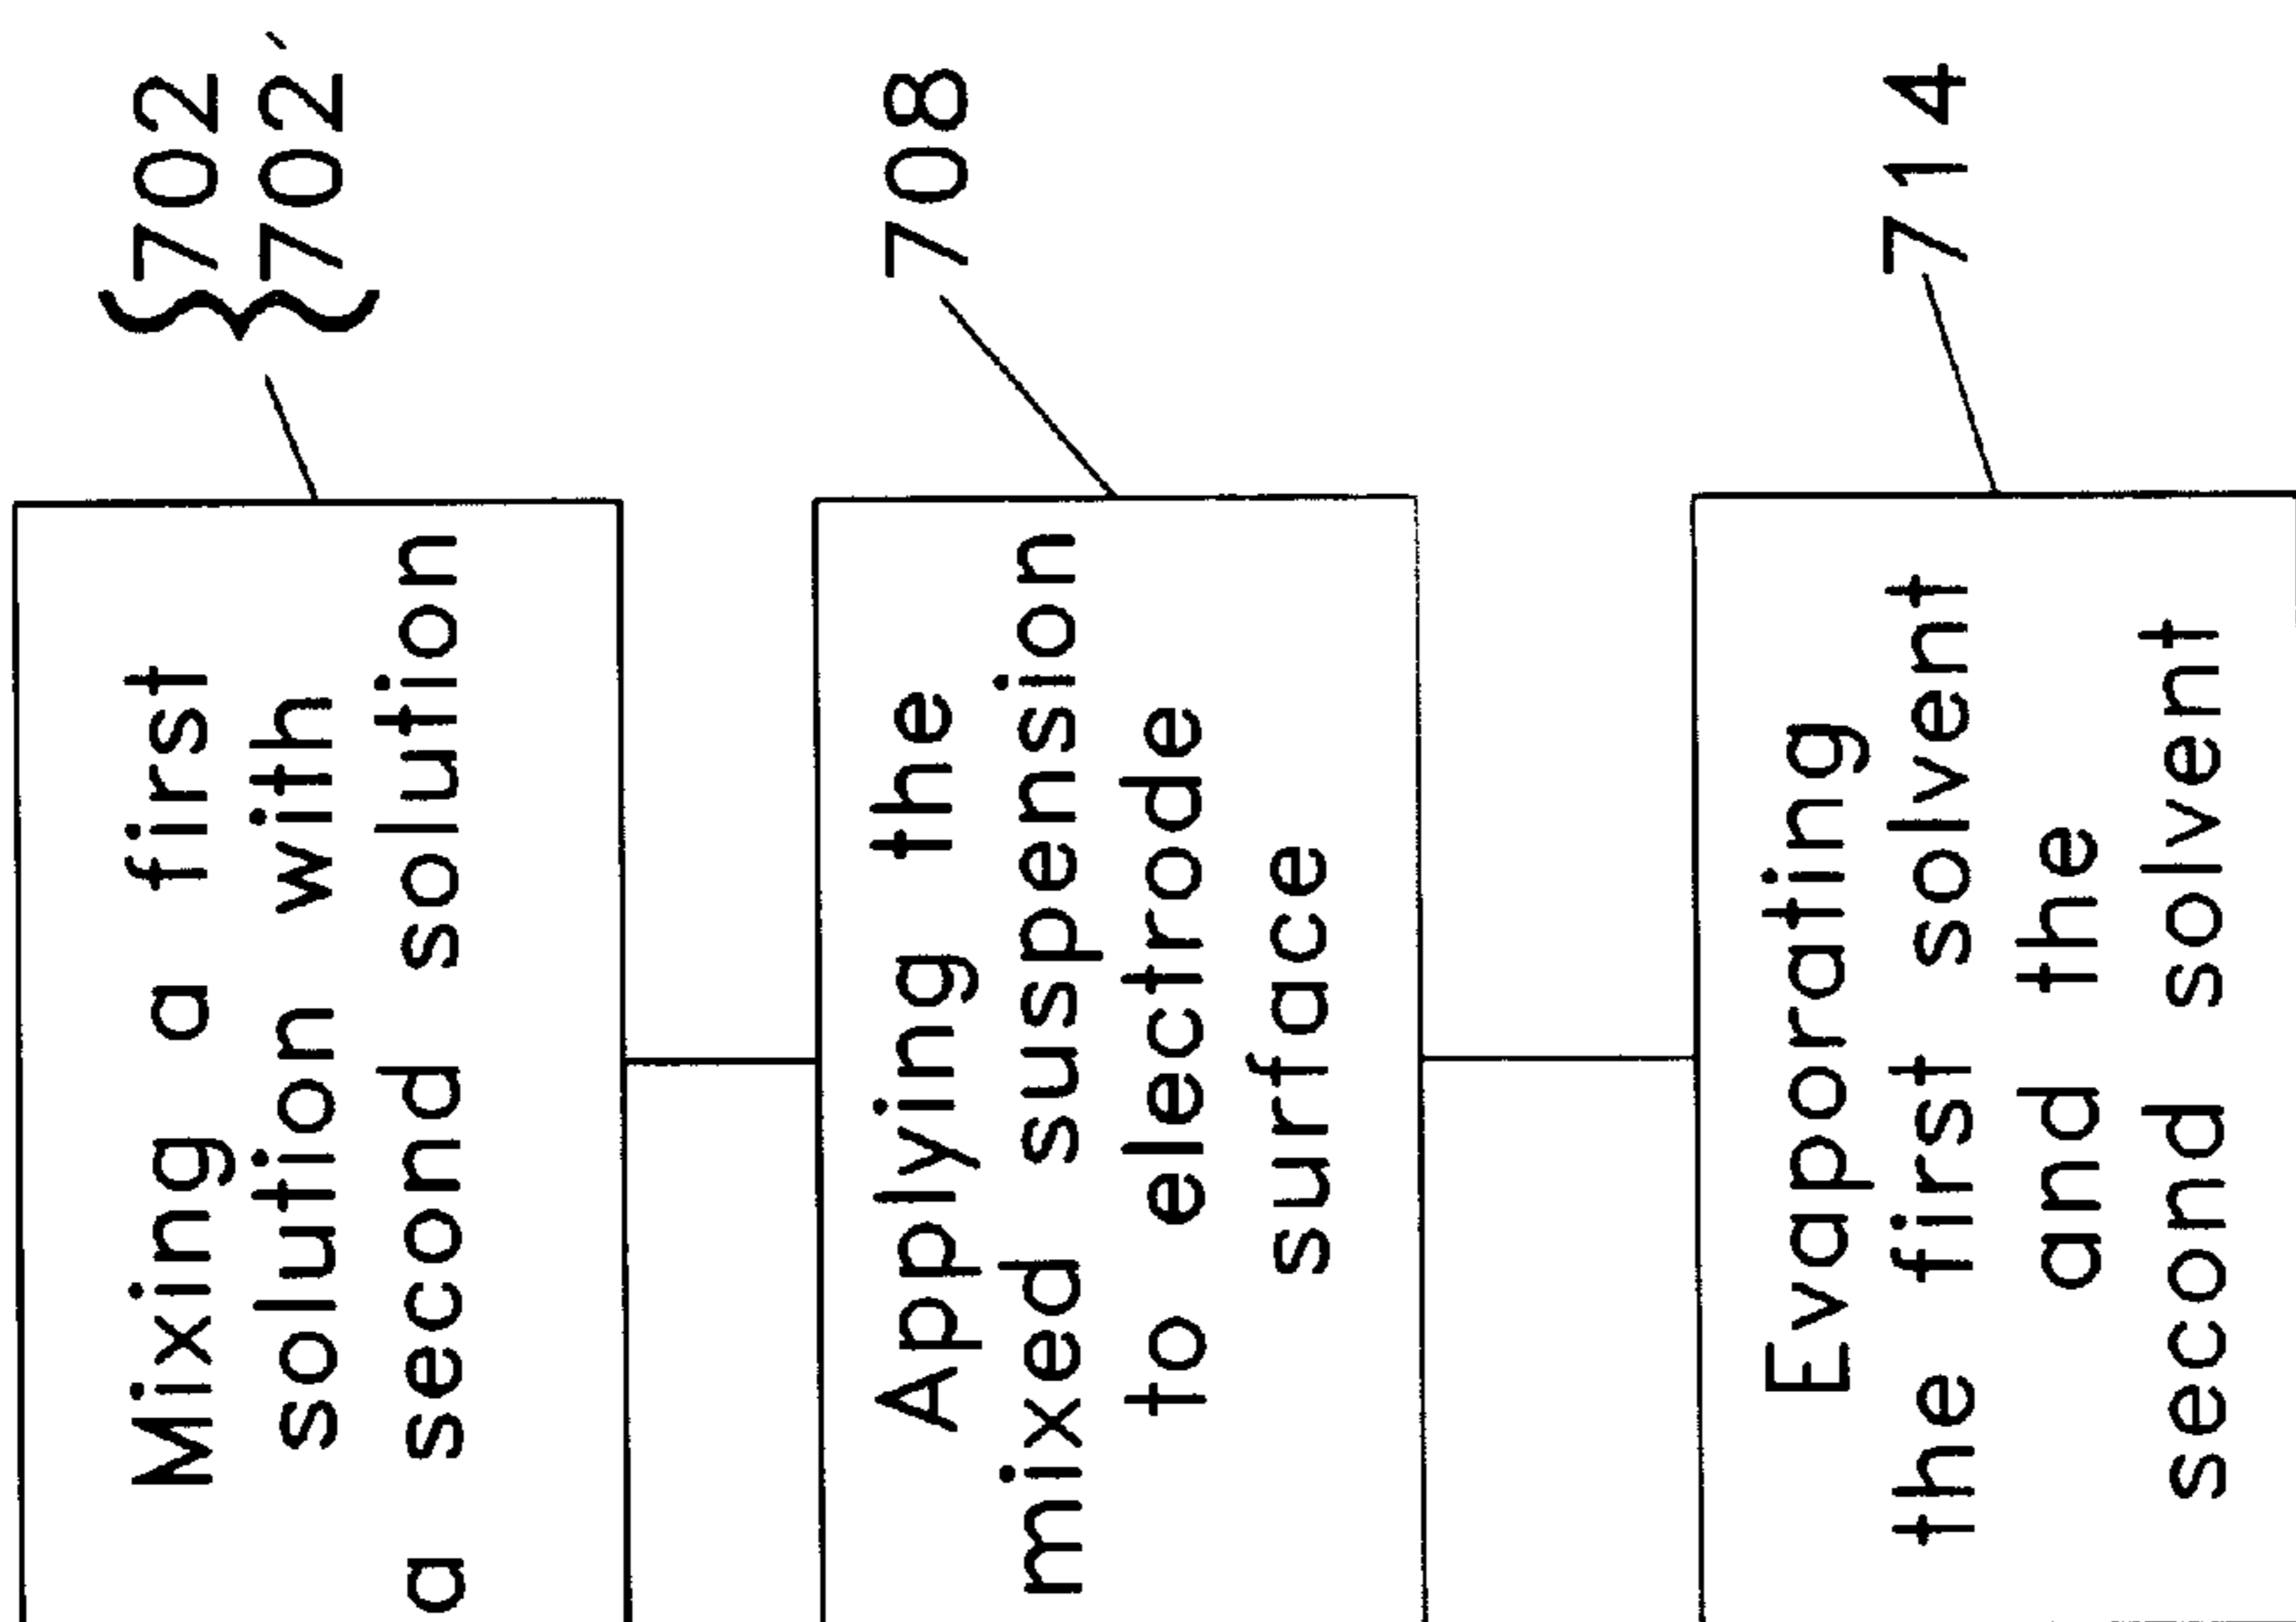 Mixing a first
solution with
a second solution
702
702´
Applying the
mixed suspension
to electrode
surface
708
Evaporating
the first solvent
and the
second solvent
714